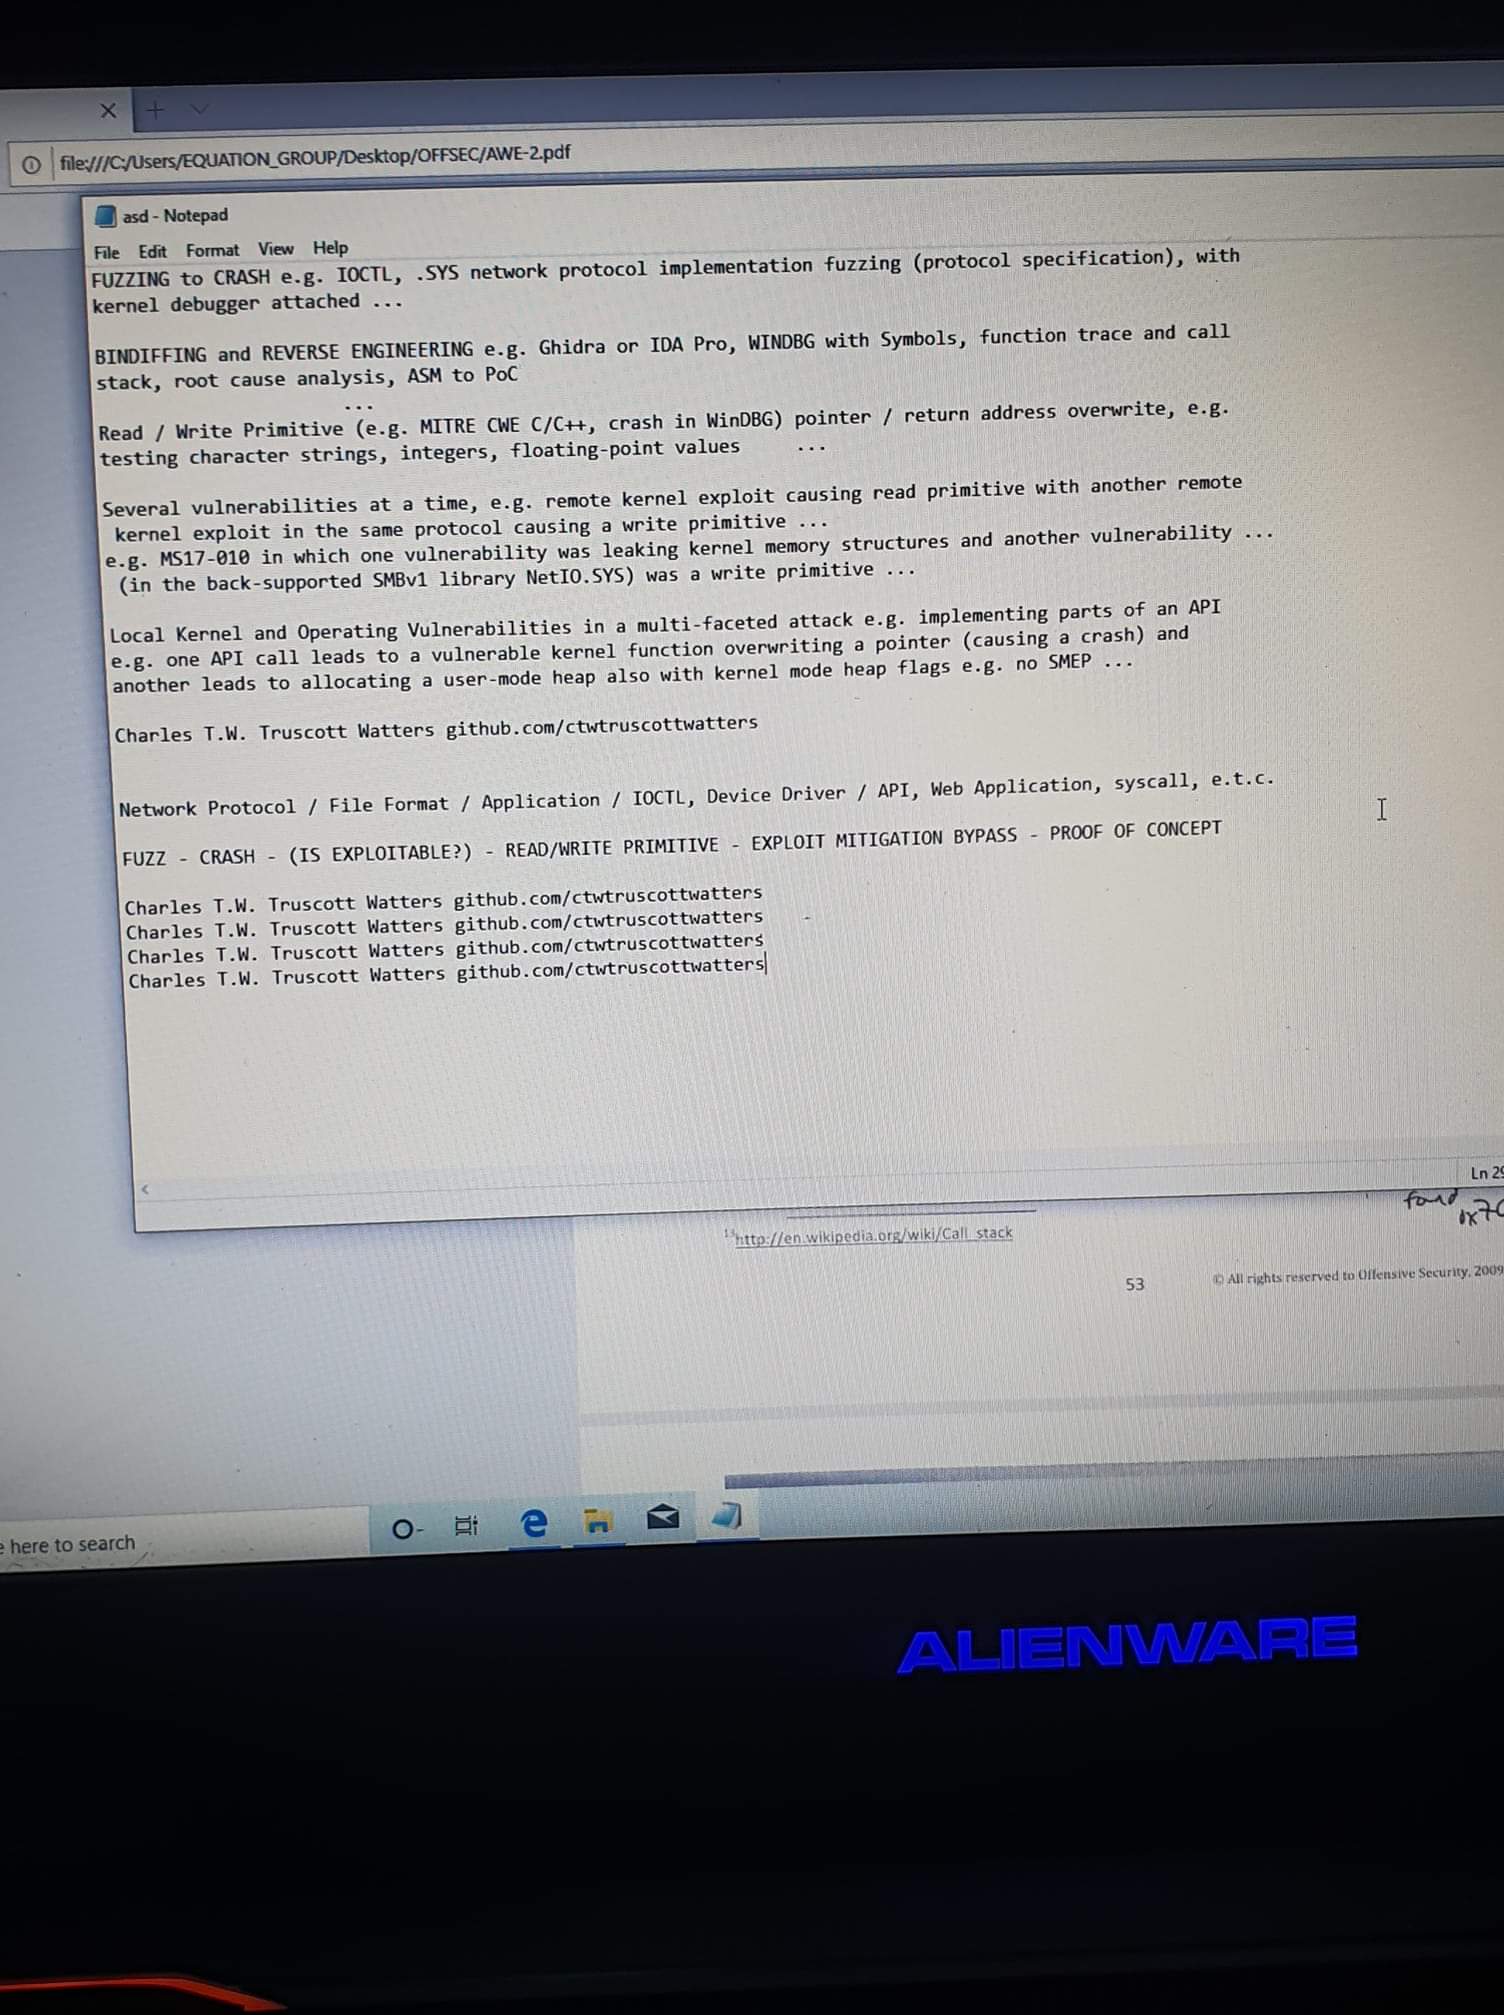 file:///C:/Users/EQUATION_GROUP/Desktop/OFFSEC/AWE-2.pdf
asd - Notepad
File Edit Format View Help
FUZZING to CRASH e.g. IOCTL, .SYS network protocol implementation fuzzing (protocol specification), with
kernel debugger attached ...
BINDIFFING and REVERSE ENGINEERING e.g. Ghidra or IDA Pro, WINDBG with Symbols, function trace and call
stack, root cause analysis, ASM to PoC
...
Read / Write Primitive (e.g. MITRE CWE C/C++, crash in WinDBG) pointer / return address overwrite, e.g.
testing character strings, integers, floating-point values ...
Several vulnerabilities at a time, e.g. remote kernel exploit causing read primitive with another remote
kernel exploit in the same protocol causing a write primitive ...
e.g. MS17-010 in which one vulnerability was leaking kernel memory structures and another vulnerability ...
(in the back-supported SMBv1 library NetIO.SYS) was a write primitive ...
Local Kernel and Operating Vulnerabilities in a multi-faceted attack e.g. implementing parts of an API
e.g. one API call leads to a vulnerable kernel function overwriting a pointer (causing a crash) and
another leads to allocating a user-mode heap also with kernel mode heap flags e.g. no SMEP ...
Charles T.W. Truscott Watters github.com/ctwtruscottwatters
Network Protocol / File Format / Application / IOCTL, Device Driver / API, Web Application, syscall, e.t.c.
FUZZ - CRASH - (IS EXPLOITABLE?) - READ/WRITE PRIMITIVE - EXPLOIT MITIGATION BYPASS - PROOF OF CONCEPT
Charles T.W. Truscott Watters github.com/ctwtruscottwatters
Charles T.W. Truscott Watters github.com/ctwtruscottwatters
Charles T.W. Truscott Watters github.com/ctwtruscottwatters
Charles T.W. Truscott Watters github.com/ctwtruscottwatters
Ln 29
http://en.wikipedia.org/wiki/Call_stack
53 © All rights reserved to Offensive Security, 2009
here to search
ALIENWARE